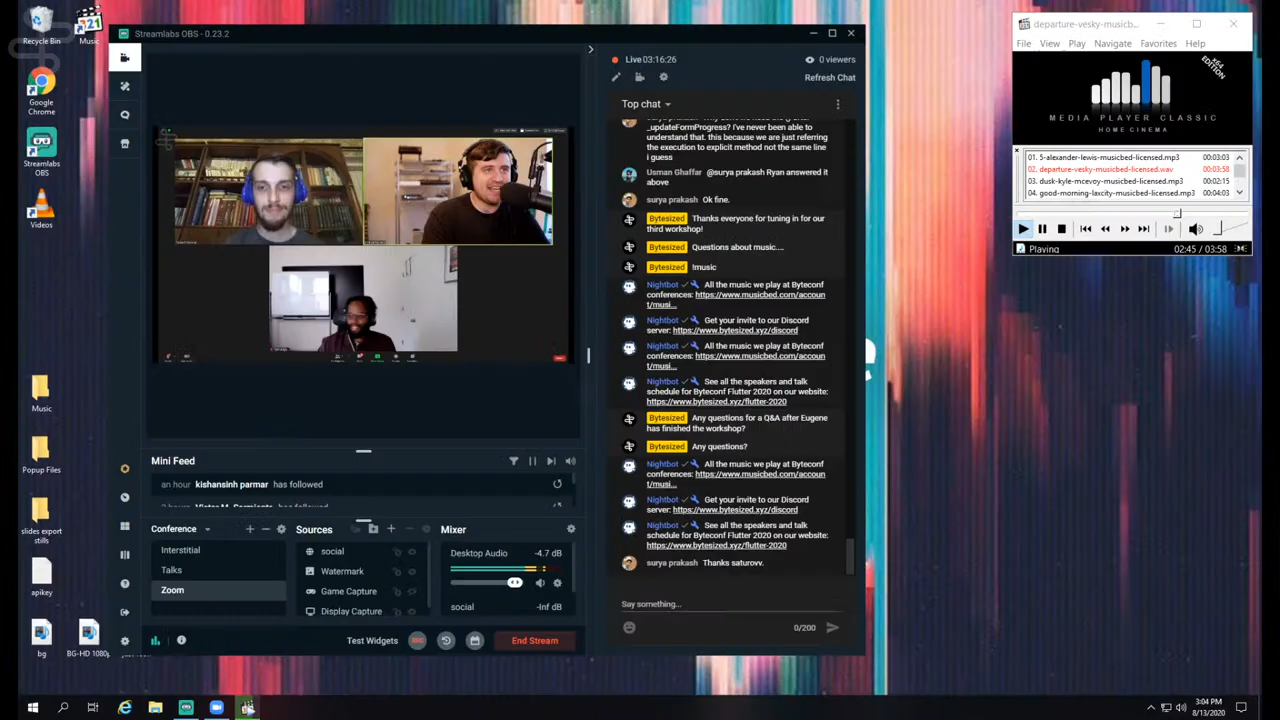 Recycle Bin
Music
Google
Chrome
Streamlabs
OBS
Videos
Music
Popup Files
slides export
stills
apikey
bg
BG-HD 1080p
Streamlabs OBS - 0.23.2
Mini Feed
an hour kishansinh parmar has followed
Conference
Interstitial
Talks
Zoom
Sources
social
Watermark
Game Capture
Display Capture
Mixer
Desktop Audio -4.7 dB
social -Inf dB
Test Widgets
REC
End Stream
Live 03:16:26
0 viewers
Refresh Chat
Top chat
_updateFormProgress? I've never been able to
understand that. this because we are just referring
the execution to explicit method not the same line
i guess
Usman Ghaffar @surya prakash Ryan answered it
above
surya prakash Ok fine.
Bytesized Thanks everyone for tuning in for our
third workshop!
Bytesized Questions about music....
Bytesized !music
Nightbot All the music we play at Byteconf
conferences: https://www.musicbed.com/accoun
t/musi...
Nightbot Get your invite to our Discord
server: https://www.bytesized.xyz/discord
Nightbot All the music we play at Byteconf
conferences: https://www.musicbed.com/accoun
t/musi...
Nightbot See all the speakers and talk
schedule for Byteconf Flutter 2020 on our website:
https://www.bytesized.xyz/flutter-2020
Bytesized Any questions for a Q&A after Eugene
has finished the workshop?
Bytesized Any questions?
Nightbot All the music we play at Byteconf
conferences: https://www.musicbed.com/accoun
t/musi...
Nightbot Get your invite to our Discord
server: https://www.bytesized.xyz/discord
Nightbot See all the speakers and talk
schedule for Byteconf Flutter 2020 on our website:
https://www.bytesized.xyz/flutter-2020
surya prakash Thanks saturovv.
Say something...
0/200
departure-vesky-musicb...
File View Play Navigate Favorites Help
x64
EDITION
MEDIA PLAYER CLASSIC
HOME CINEMA
01. 5-alexander-lewis-musicbed-licensed.mp3 00:03:03
02. departure-vesky-musicbed-licensed.wav 00:03:58
03. dusk-kyle-mcevoy-musicbed-licensed.mp3 00:02:15
04. good-morning-laxcity-musicbed-licensed.mp3 00:04:03
Playing 02:45 / 03:58
3:04 PM
8/13/2020